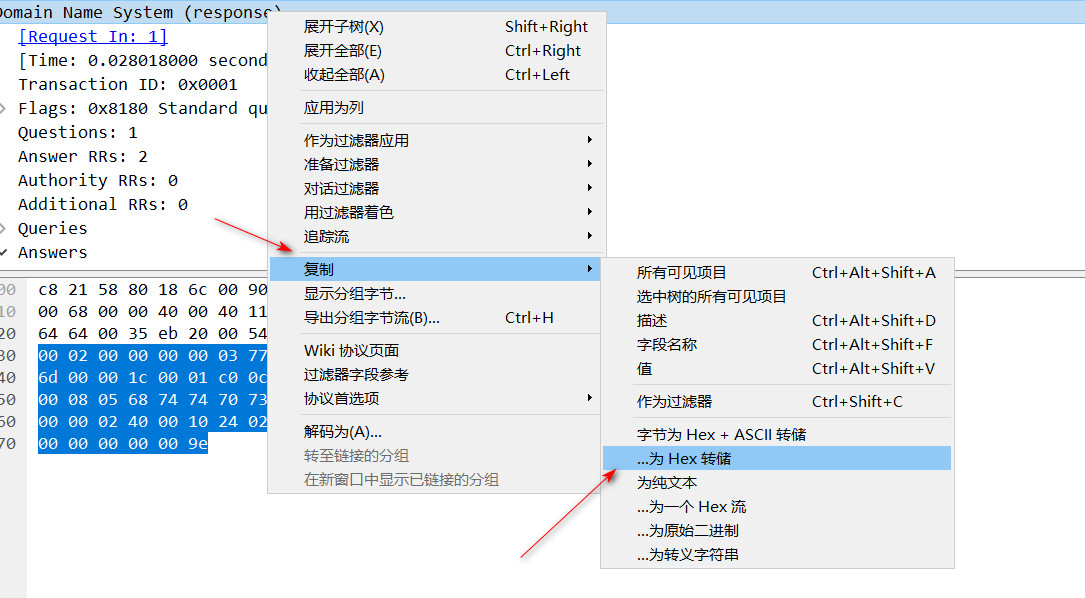 Domain Name System (response)
[Request In: 1]
[Time: 0.028018000 second
Transaction ID: 0x0001
Flags: 0x8180 Standard qu
Questions: 1
Answer RRs: 2
Authority RRs: 0
Additional RRs: 0
Queries
Answers
00 c8 21 58 80 18 6c 00 90
10 00 68 00 00 40 00 40 11
20 64 64 00 35 eb 20 00 54
30 00 02 00 00 00 00 03 77
40 6d 00 00 1c 00 01 c0 0c
50 00 08 05 68 74 74 70 73
60 00 00 02 40 00 10 24 02
70 00 00 00 00 00 9e
展开子树(X) Shift+Right
展开全部(E) Ctrl+Right
收起全部(A) Ctrl+Left
应用为列
作为过滤器应用
准备过滤器
对话过滤器
用过滤器着色
追踪流
复制
显示分组字节...
导出分组字节流(B)... Ctrl+H
Wiki 协议页面
过滤器字段参考
协议首选项
解码为(A)...
转至链接的分组
在新窗口中显示已链接的分组
所有可见项目 Ctrl+Alt+Shift+A
选中树的所有可见项目
描述 Ctrl+Alt+Shift+D
字段名称 Ctrl+Alt+Shift+F
值 Ctrl+Alt+Shift+V
作为过滤器 Ctrl+Shift+C
字节为 Hex + ASCII 转储
...为 Hex 转储
为纯文本
...为一个 Hex 流
...为原始二进制
...为转义字符串